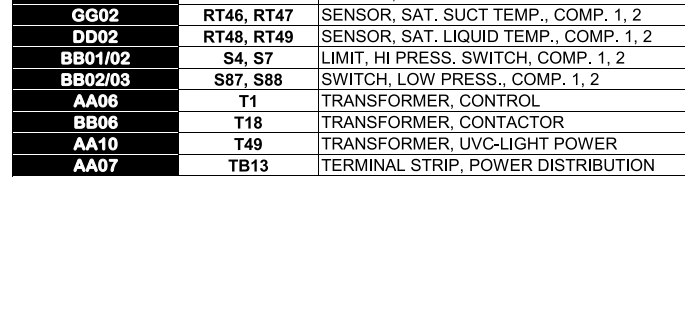 GG02 RT46, RT47 SENSOR, SAT. SUCT TEMP., COMP. 1, 2
DD02 RT48, RT49 SENSOR, SAT. LIQUID TEMP., COMP. 1, 2
BB01/02 S4, S7 LIMIT, HI PRESS. SWITCH, COMP. 1, 2
BB02/03 S87, S88 SWITCH, LOW PRESS., COMP. 1, 2
AA06 T1 TRANSFORMER, CONTROL
BB06 T18 TRANSFORMER, CONTACTOR
AA10 T49 TRANSFORMER, UVC-LIGHT POWER
AA07 TB13 TERMINAL STRIP, POWER DISTRIBUTION